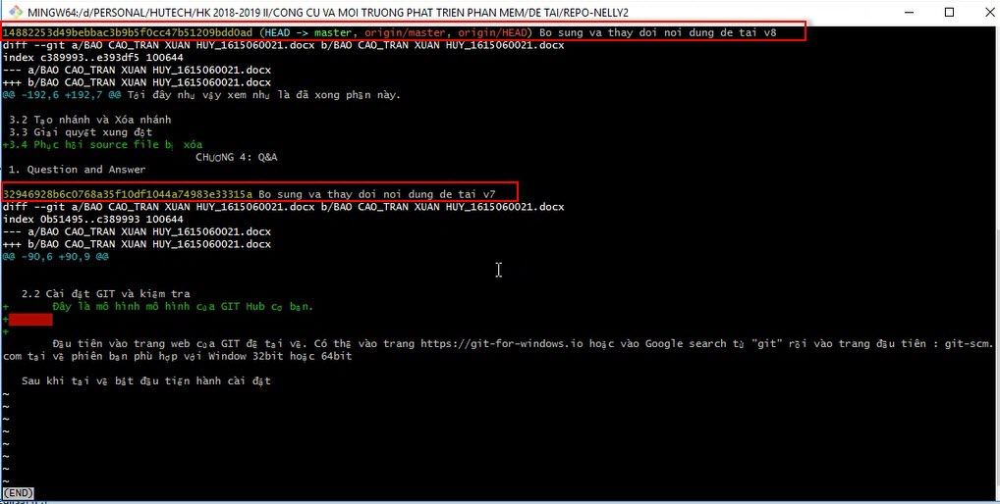 MINGW64:/d/PERSONAL/HUTECH/HK 2018-2019 II/CONG CU VA MOI TRUONG PHAT TRIEN PHAN MEM/DE TAI/REPO-NELLY2
14882253d49bebbac3b9b5f0cc47b51209bdd0ad (HEAD -> master, origin/master, origin/HEAD) Bo sung va thay doi noi dung de tai v8
diff --git a/BAO CAO_TRAN XUAN HUY_1615060021.docx b/BAO CAO_TRAN XUAN HUY_1615060021.docx
index c389993..e393df5 100644
--- a/BAO CAO_TRAN XUAN HUY_1615060021.docx
+++ b/BAO CAO_TRAN XUAN HUY_1615060021.docx
@@ -192,6 +192,7 @@ Tới đây như vậy xem như là đã xong phần này.
3.2 Tạo nhánh và Xóa nhánh
3.3 Giải quyết xung đột
+3.4 Phục hồi source file bị xóa
CHƯƠNG 4: Q&A
1. Question and Answer
32946928b6c0768a35f10df1044a74983e33315a Bo sung va thay doi noi dung de tai v7
diff --git a/BAO CAO_TRAN XUAN HUY_1615060021.docx b/BAO CAO_TRAN XUAN HUY_1615060021.docx
index 0b51495..c389993 100644
--- a/BAO CAO_TRAN XUAN HUY_1615060021.docx
+++ b/BAO CAO_TRAN XUAN HUY_1615060021.docx
@@ -90,6 +90,9 @@
2.2 Cài đặt GIT và kiểm tra
+ Đây là mô hình mô hình của GIT Hub cơ bản.
+
+
Đầu tiên vào trang web của GIT để tải về. Có thể vào trang https://git-for-windows.io hoặc vào Google search từ "git" rồi vào trang đầu tiên : git-scm.
com tải về phiên bản phù hợp với Window 32bit hoặc 64bit
Sau khi tải về bắt đầu tiến hành cài đặt
~
~
~
~
~
~
~
~
(END)